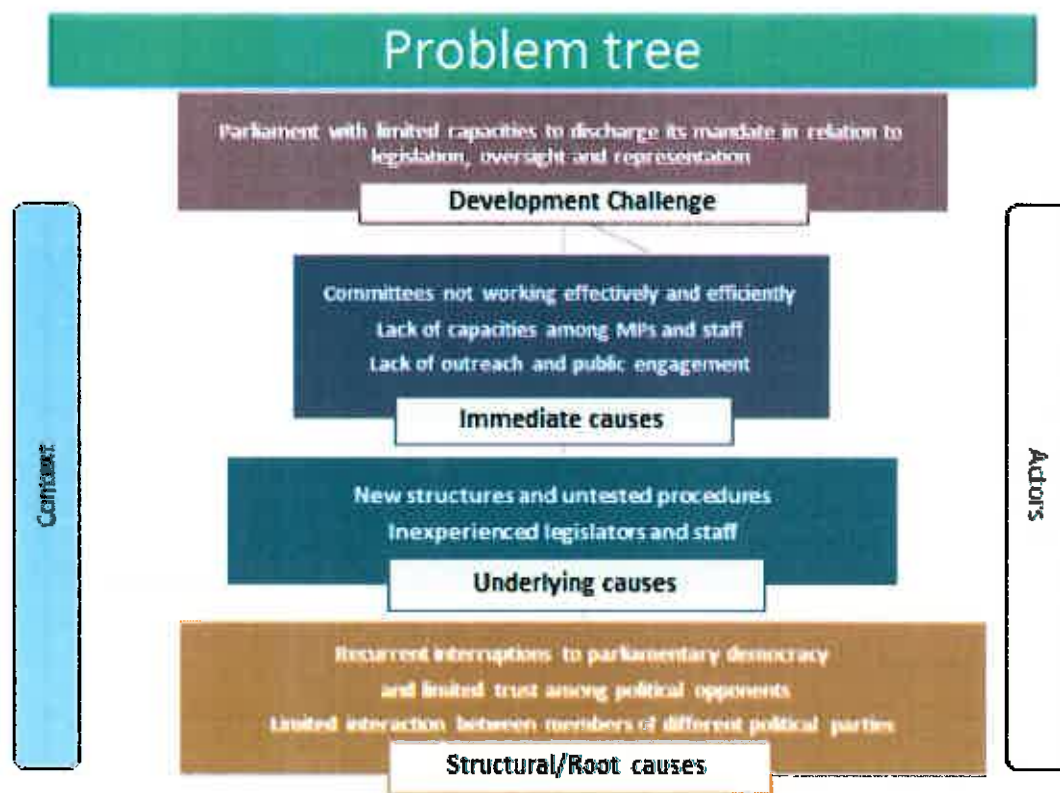 Problem tree
Parliament with limited capacities to discharge its mandate in relation to
legislation, oversight and representation
Development Challenge
Committees not working effectively and efficiently
Lack of capacities among MPs and staff
Lack of outreach and public engagement
Immediate causes
Context
Actors
New structures and untested procedures
Inexperienced legislators and staff
Underlying causes
Recurrent interruptions to parliamentary democracy
and limited trust among political opponents
Limited interaction between members of different political parties
Structural/Root causes